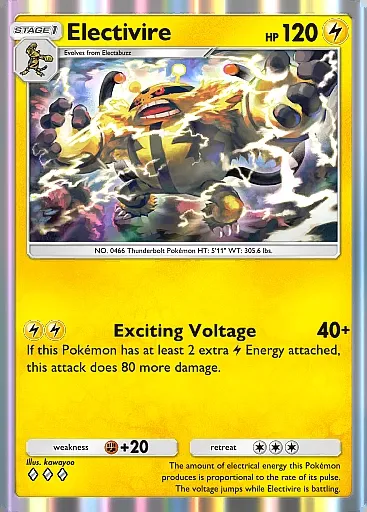 STAGE 1
Electivire
HP 120
Evolves from Electabuzz
NO. 0466 Thunderbolt Pokémon HT: 5'11" WT: 305.6 lbs.
Exciting Voltage 40+
If this Pokémon has at least 2 extra Energy attached,
this attack does 80 more damage.
weakness +20
retreat
Illus. kawayoo
The amount of electrical energy this Pokémon
produces is proportional to the rate of its pulse.
The voltage jumps while Electivire is battling.